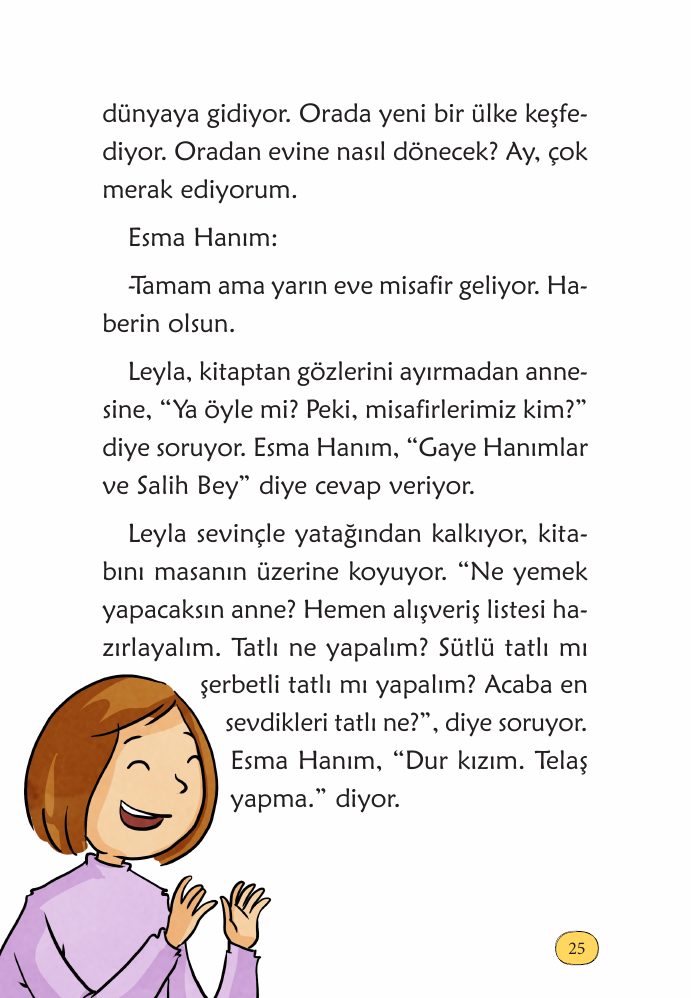 dünyaya gidiyor. Orada yeni bir ülke keşfe-
diyor. Oradan evine nasıl dönecek? Ay, çok
merak ediyorum.
Esma Hanım:
-Tamam ama yarın eve misafir geliyor. Ha-
berin olsun.
Leyla, kitaptan gözlerini ayırmadan anne-
sine, “Ya öyle mi? Peki, misafirlerimiz kim?”
diye soruyor. Esma Hanım, “Gaye Hanımlar
ve Salih Bey” diye cevap veriyor.
Leyla sevinçle yatağından kalkıyor, kita-
bını masanın üzerine koyuyor. “Ne yemek
yapacaksın anne? Hemen alışveriş listesi ha-
zırlayalım. Tatlı ne yapalım? Sütlü tatlı mı
şerbetli tatlı mı yapalım? Acaba en
sevdikleri tatlı ne?”, diye soruyor.
Esma Hanım, “Dur kızım. Telaş
yapma.” diyor.
25